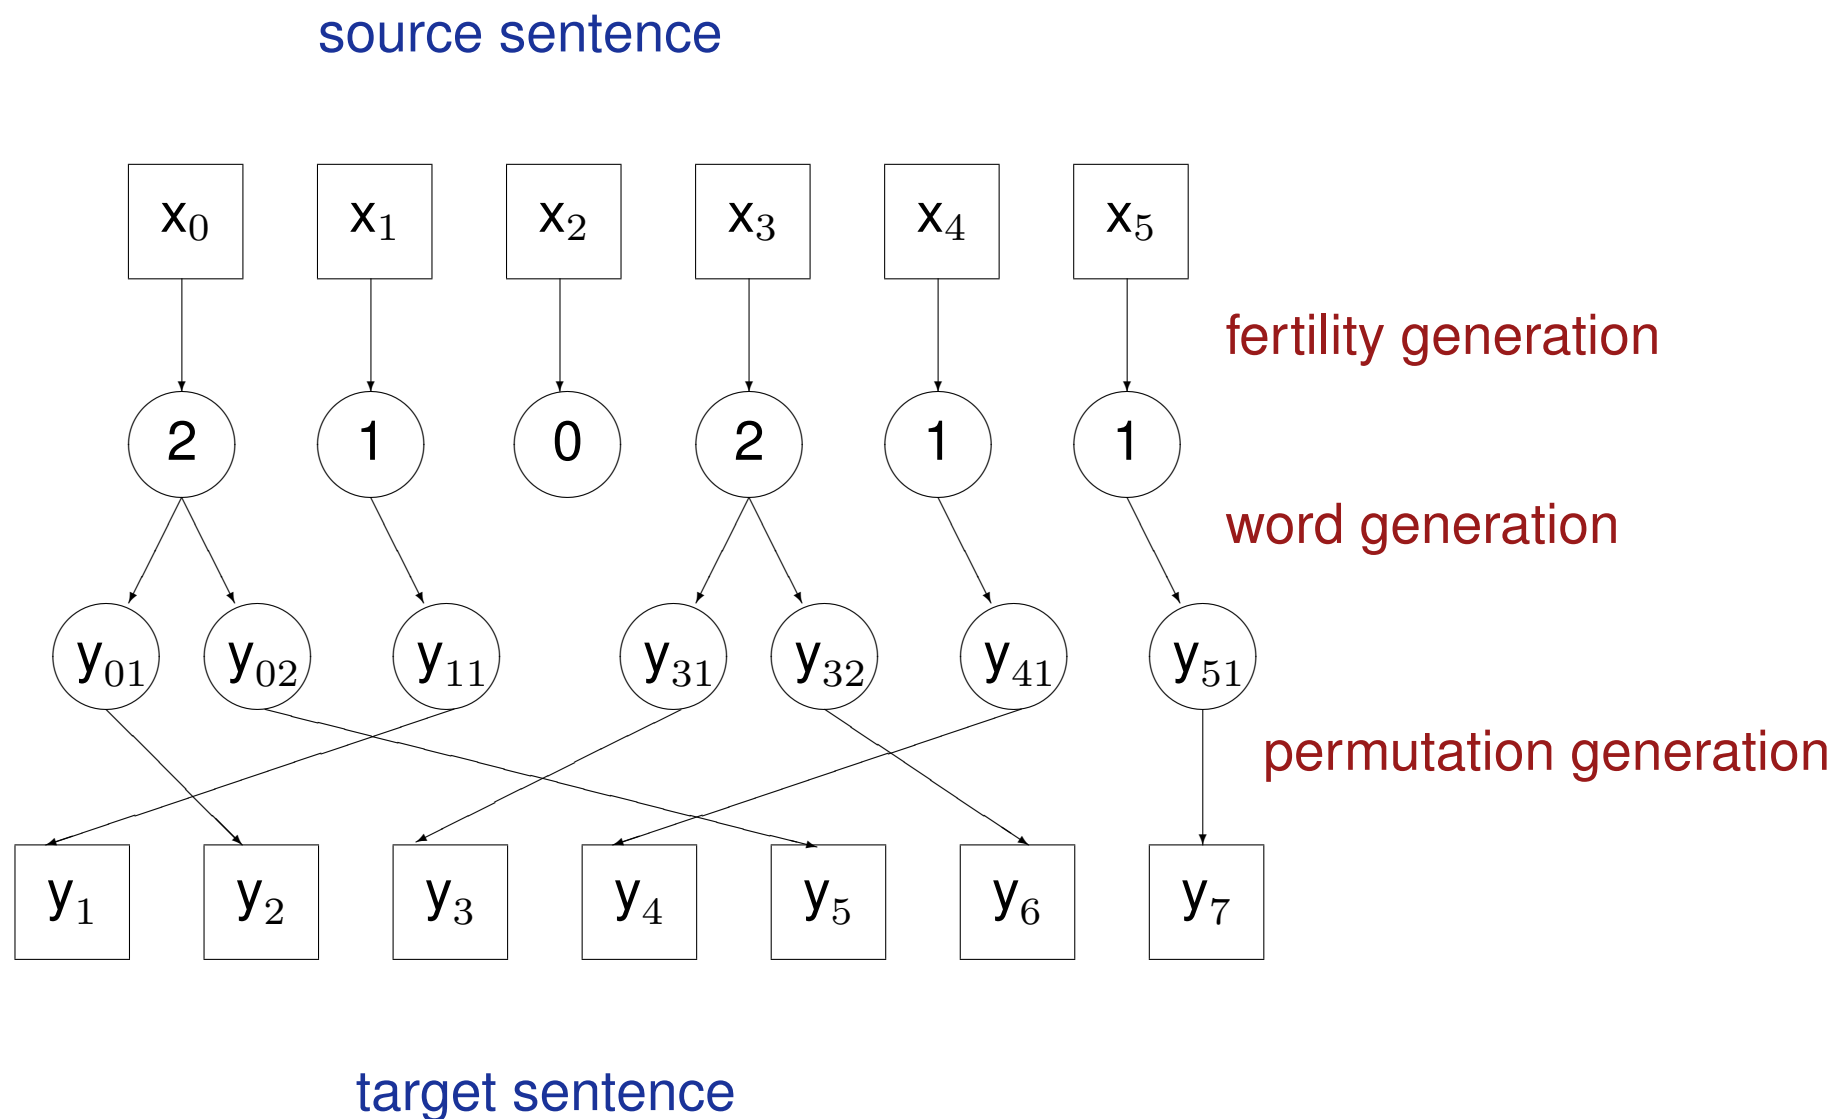 source sentence
x₀ x₁ x₂ x₃ x₄ x₅
fertility generation
2 1 0 2 1 1
word generation
y₀₁ y₀₂ y₁₁ y₃₁ y₃₂ y₄₁ y₅₁
permutation generation
y₁ y₂ y₃ y₄ y₅ y₆ y₇
target sentence